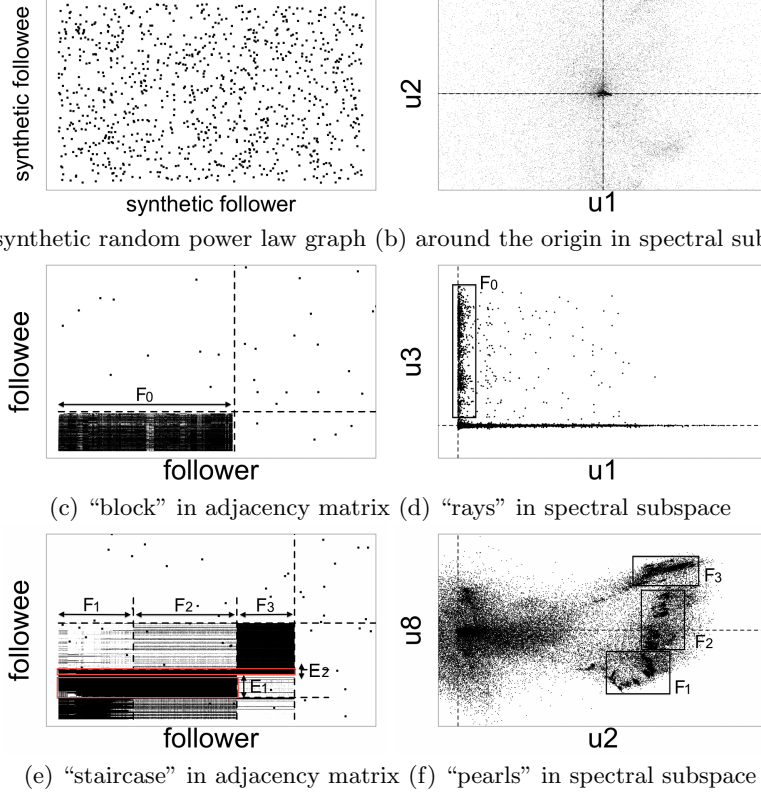 synthetic followee
synthetic follower
u2
u1
synthetic random power law graph (b) around the origin in spectral sub
followee
F0
follower
F0
u3
u1
(c) “block” in adjacency matrix (d) “rays” in spectral subspace
followee
F1 F2 F3
E2
E1
follower
u8
F3
F2
F1
u2
(e) “staircase” in adjacency matrix (f) “pearls” in spectral subspace